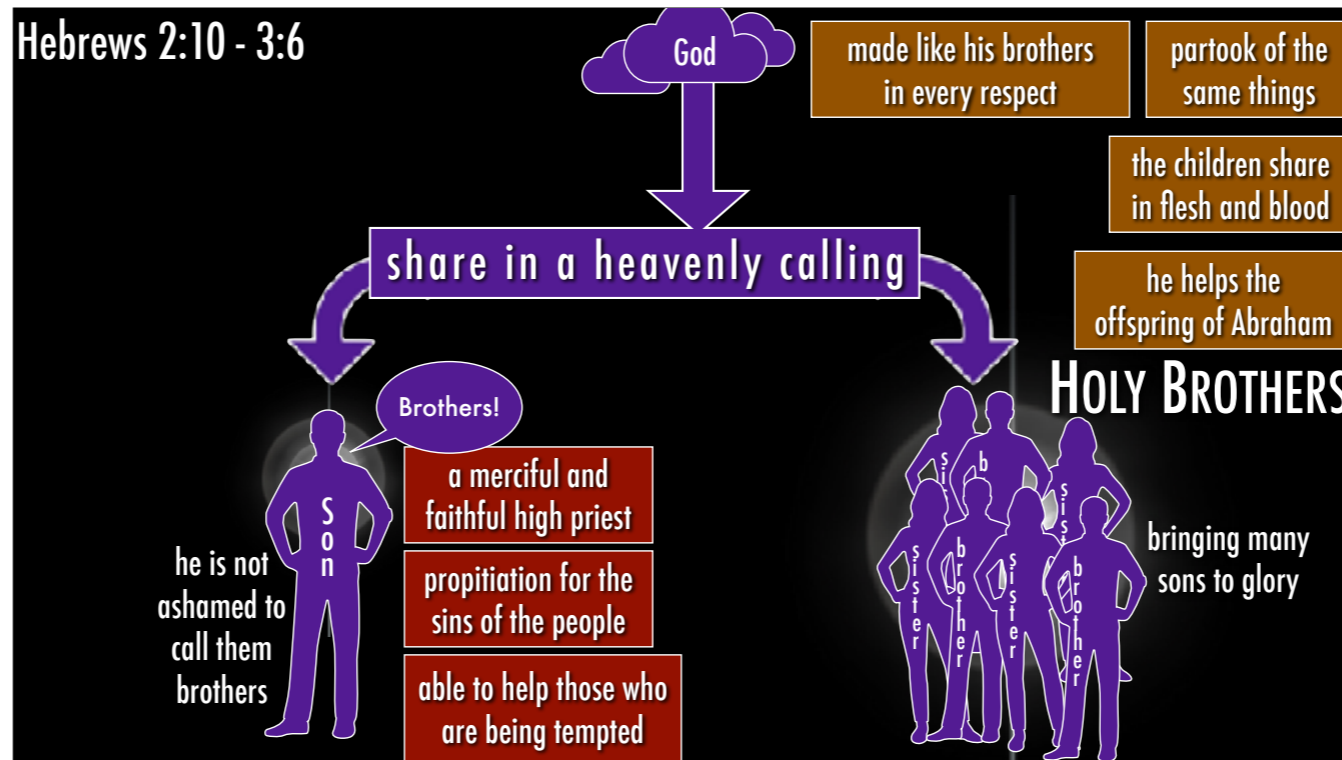 Hebrews 2:10 - 3:6
God
made like his brothers
in every respect
partook of the
same things
the children share
in flesh and blood
he helps the
offspring of Abraham
share in a heavenly calling
HOLY BROTHERS
Brothers!
Son
a merciful and
faithful high priest
propitiation for the
sins of the people
able to help those who
are being tempted
he is not
ashamed to
call them
brothers
sister
brother
sister
brother
bringing many
sons to glory